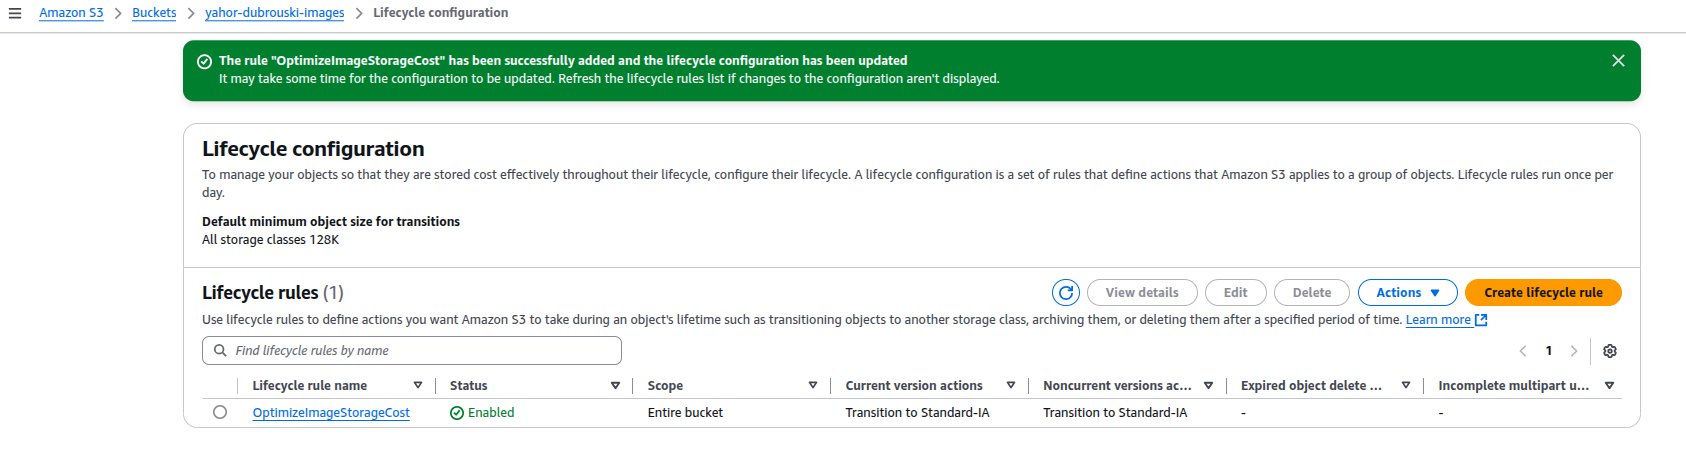 Amazon S3 > Buckets > yahor-dubrouski-images > Lifecycle configuration
The rule "OptimizeImageStorageCost" has been successfully added and the lifecycle configuration has been updated
It may take some time for the configuration to be updated. Refresh the lifecycle rules list if changes to the configuration aren't displayed.
Lifecycle configuration
To manage your objects so that they are stored cost effectively throughout their lifecycle, configure their lifecycle. A lifecycle configuration is a set of rules that define actions that Amazon S3 applies to a group of objects. Lifecycle rules run once per
day.
Default minimum object size for transitions
All storage classes 128K
Lifecycle rules (1) View details Edit Delete Actions Create lifecycle rule
Use lifecycle rules to define actions you want Amazon S3 to take during an object's lifetime such as transitioning objects to another storage class, archiving them, or deleting them after a specified period of time. Learn more
Find lifecycle rules by name 1
Lifecycle rule name Status Scope Current version actions Noncurrent versions ac... Expired object delete ... Incomplete multipart u...
OptimizeImageStorageCost Enabled Entire bucket Transition to Standard-IA Transition to Standard-IA - -